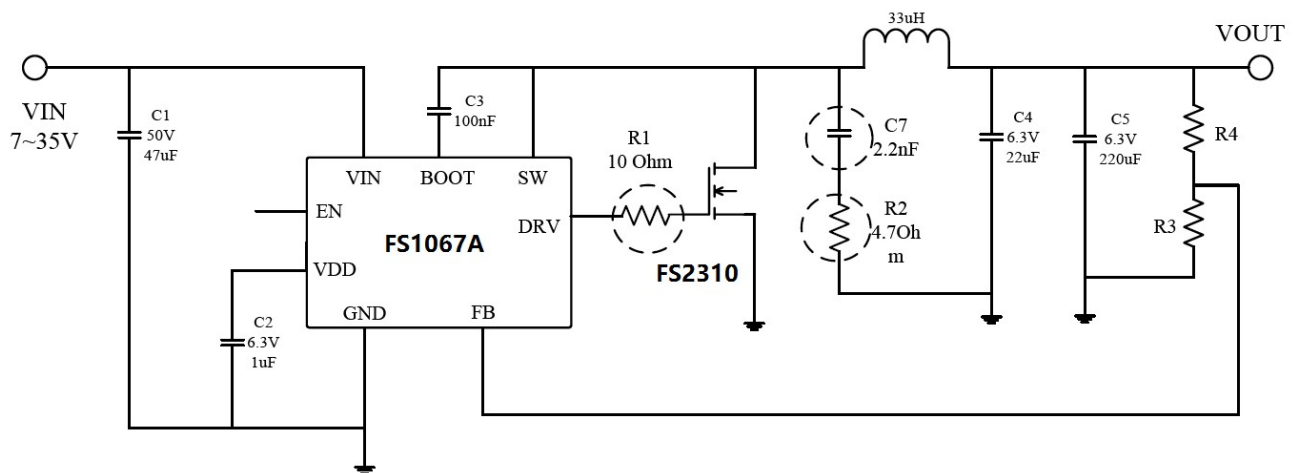 33uH
VOUT
VIN
7~35V
C1
50V
47uF
C3
100nF
R1
10 Ohm
C7
2.2nF
C4
6.3V
22uF
C5
6.3V
220uF
R4
VIN
BOOT
SW
EN
DRV
FS1067A
R2
4.7Oh
m
R3
VDD
FS2310
GND
FB
C2
6.3V
1uF